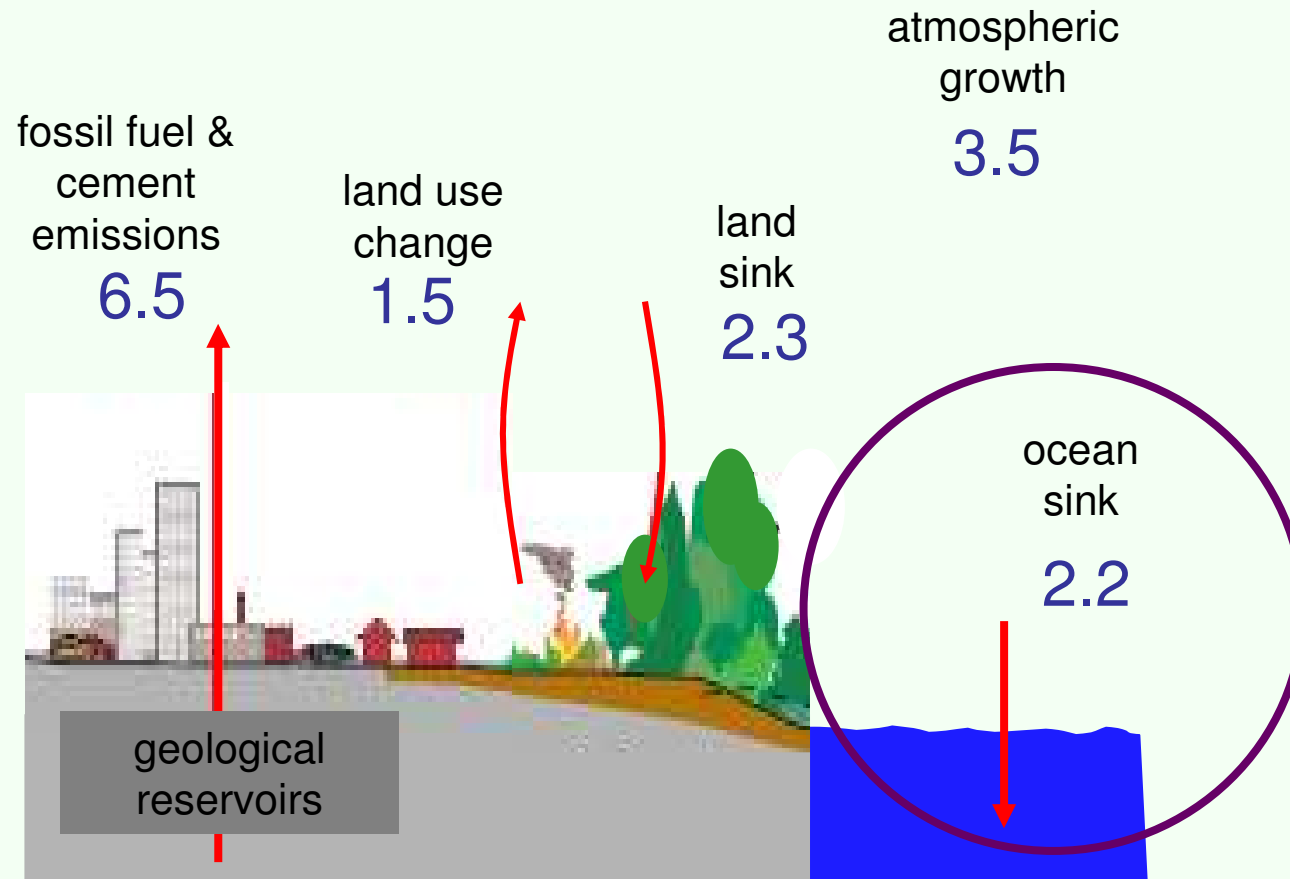 atmospheric
growth
3.5
fossil fuel &
cement
emissions
6.5
land use
change
1.5
land
sink
2.3
ocean
sink
2.2
geological
reservoirs